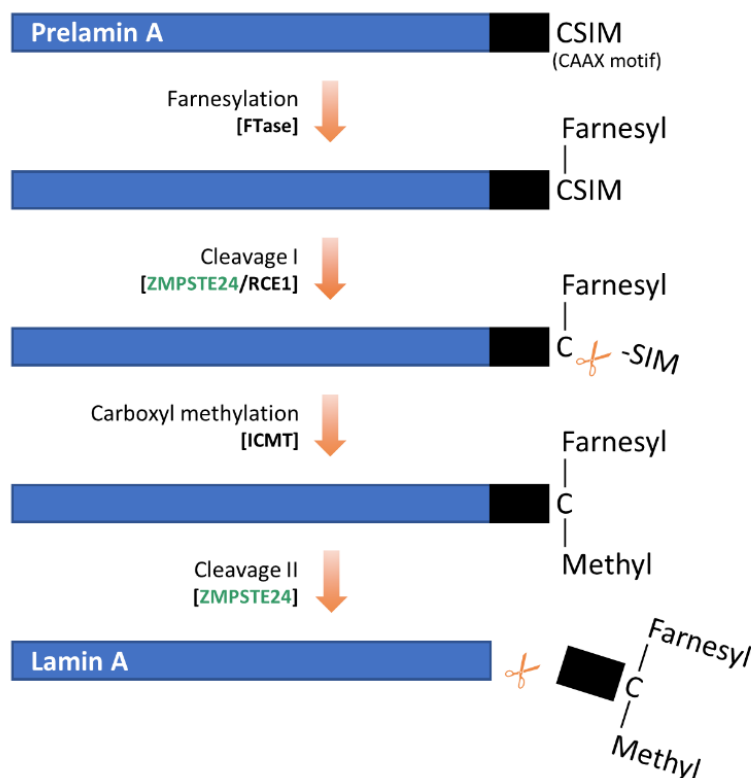 Prelamin A
CSIM
(CAAX motif)
Farnesylation
[FTase]
Farnesyl
CSIM
Cleavage I
[ZMPSTE24/RCE1]
Farnesyl
C
-SIM
Carboxyl methylation
[ICMT]
Farnesyl
C
Methyl
Cleavage II
[ZMPSTE24]
Lamin A
Farnesyl
C
Methyl